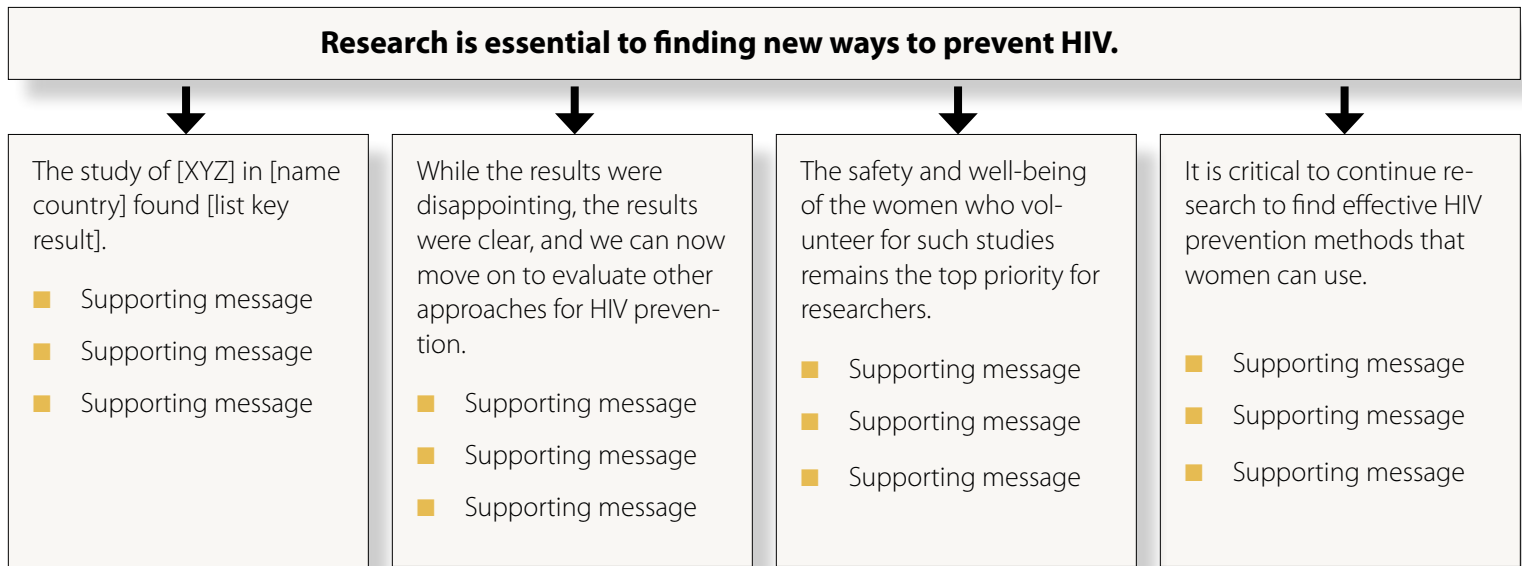 Research is essential to finding new ways to prevent HIV.
The study of [XYZ] in [name
country] found [list key
result].
Supporting message
Supporting message
Supporting message
While the results were
disappointing, the results
were clear, and we can now
move on to evaluate other
approaches for HIV preven-
tion.
Supporting message
Supporting message
Supporting message
The safety and well-being
of the women who vol-
unteer for such studies
remains the top priority for
researchers.
Supporting message
Supporting message
Supporting message
It is critical to continue re-
search to find effective HIV
prevention methods that
women can use.
Supporting message
Supporting message
Supporting message